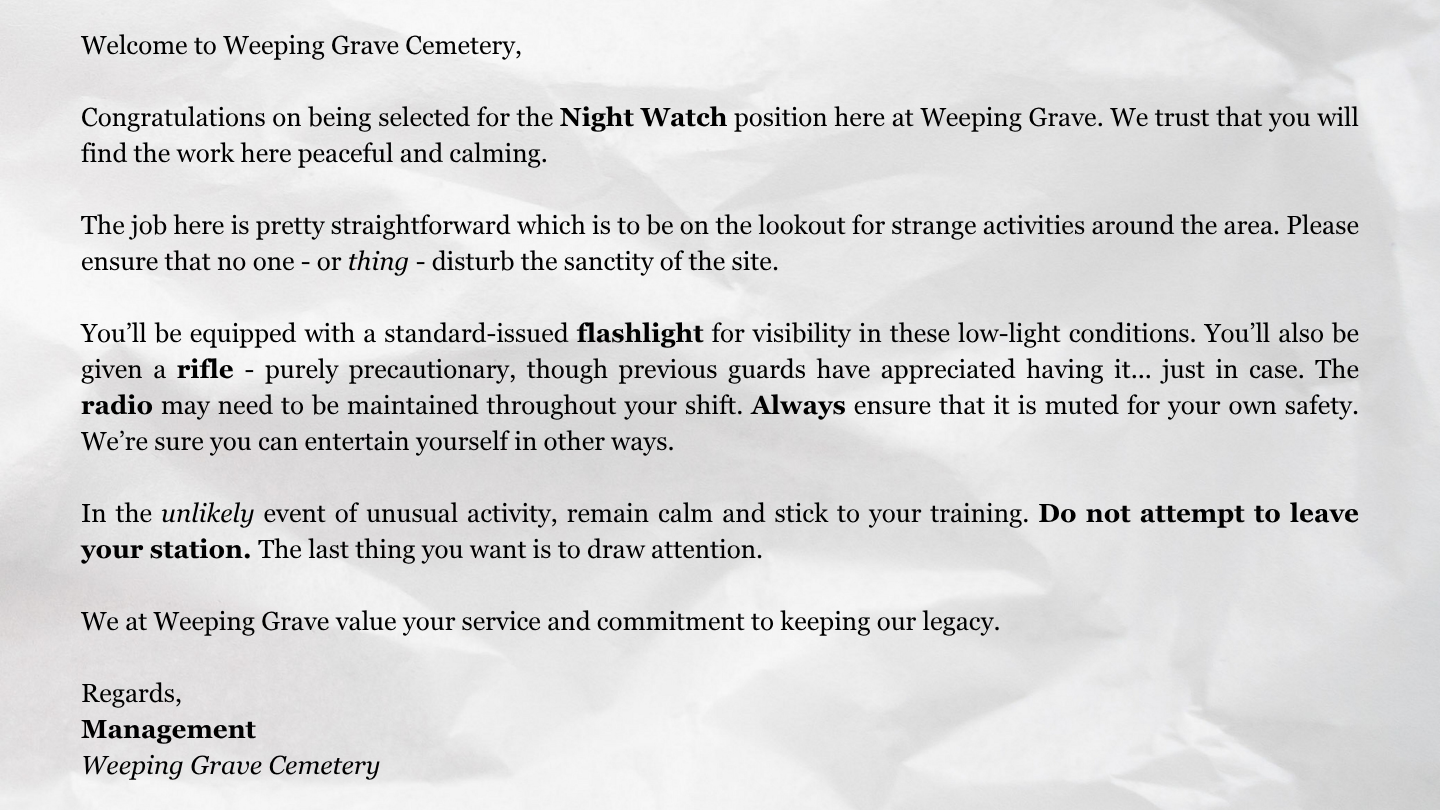 Welcome to Weeping Grave Cemetery,
Congratulations on being selected for the Night Watch position here at Weeping Grave. We trust that you will
find the work here peaceful and calming.
The job here is pretty straightforward which is to be on the lookout for strange activities around the area. Please
ensure that no one - or thing - disturb the sanctity of the site.
You’ll be equipped with a standard-issued flashlight for visibility in these low-light conditions. You’ll also be
given a rifle - purely precautionary, though previous guards have appreciated having it... just in case. The
radio may need to be maintained throughout your shift. Always ensure that it is muted for your own safety.
We’re sure you can entertain yourself in other ways.
In the unlikely event of unusual activity, remain calm and stick to your training. Do not attempt to leave
your station. The last thing you want is to draw attention.
We at Weeping Grave value your service and commitment to keeping our legacy.
Regards,
Management
Weeping Grave Cemetery